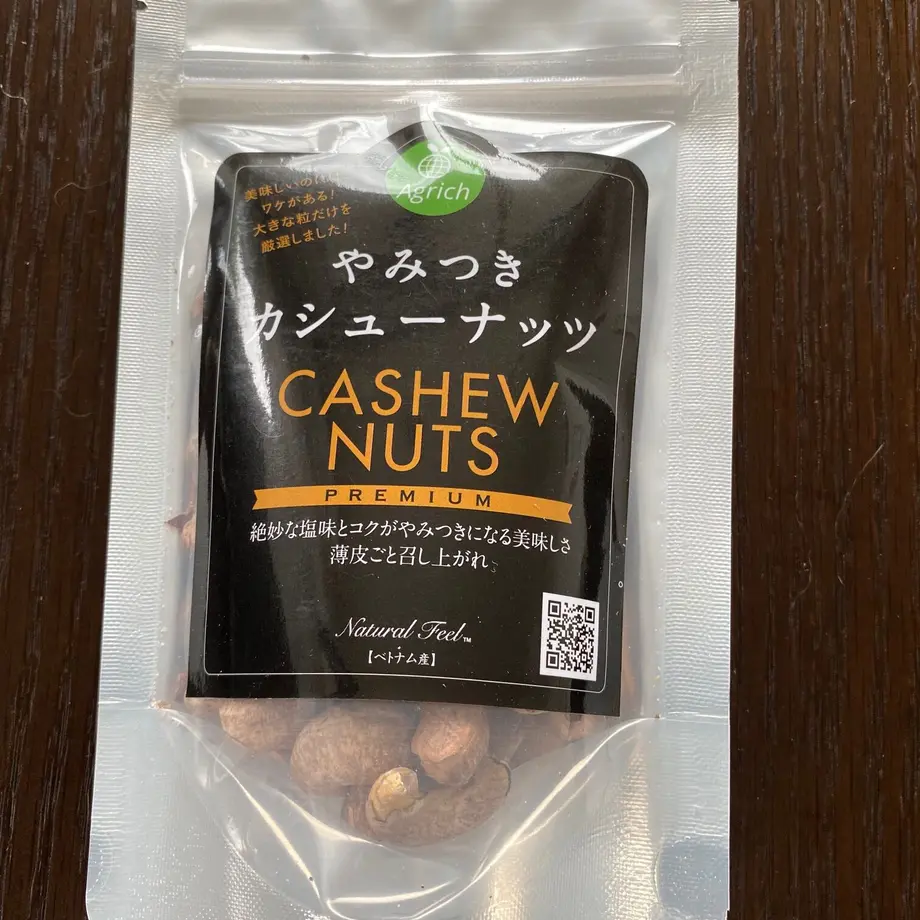 Agrich
美味しいのには
ワケがある!
大きな粒だけを
厳選しました!
やみつき
カシューナッツ
CASHEW
NUTS
PREMIUM
絶妙な塩味とコクがやみつきになる美味しさ
薄皮ごと召し上がれ
Natural Feel™
【ベトナム産】